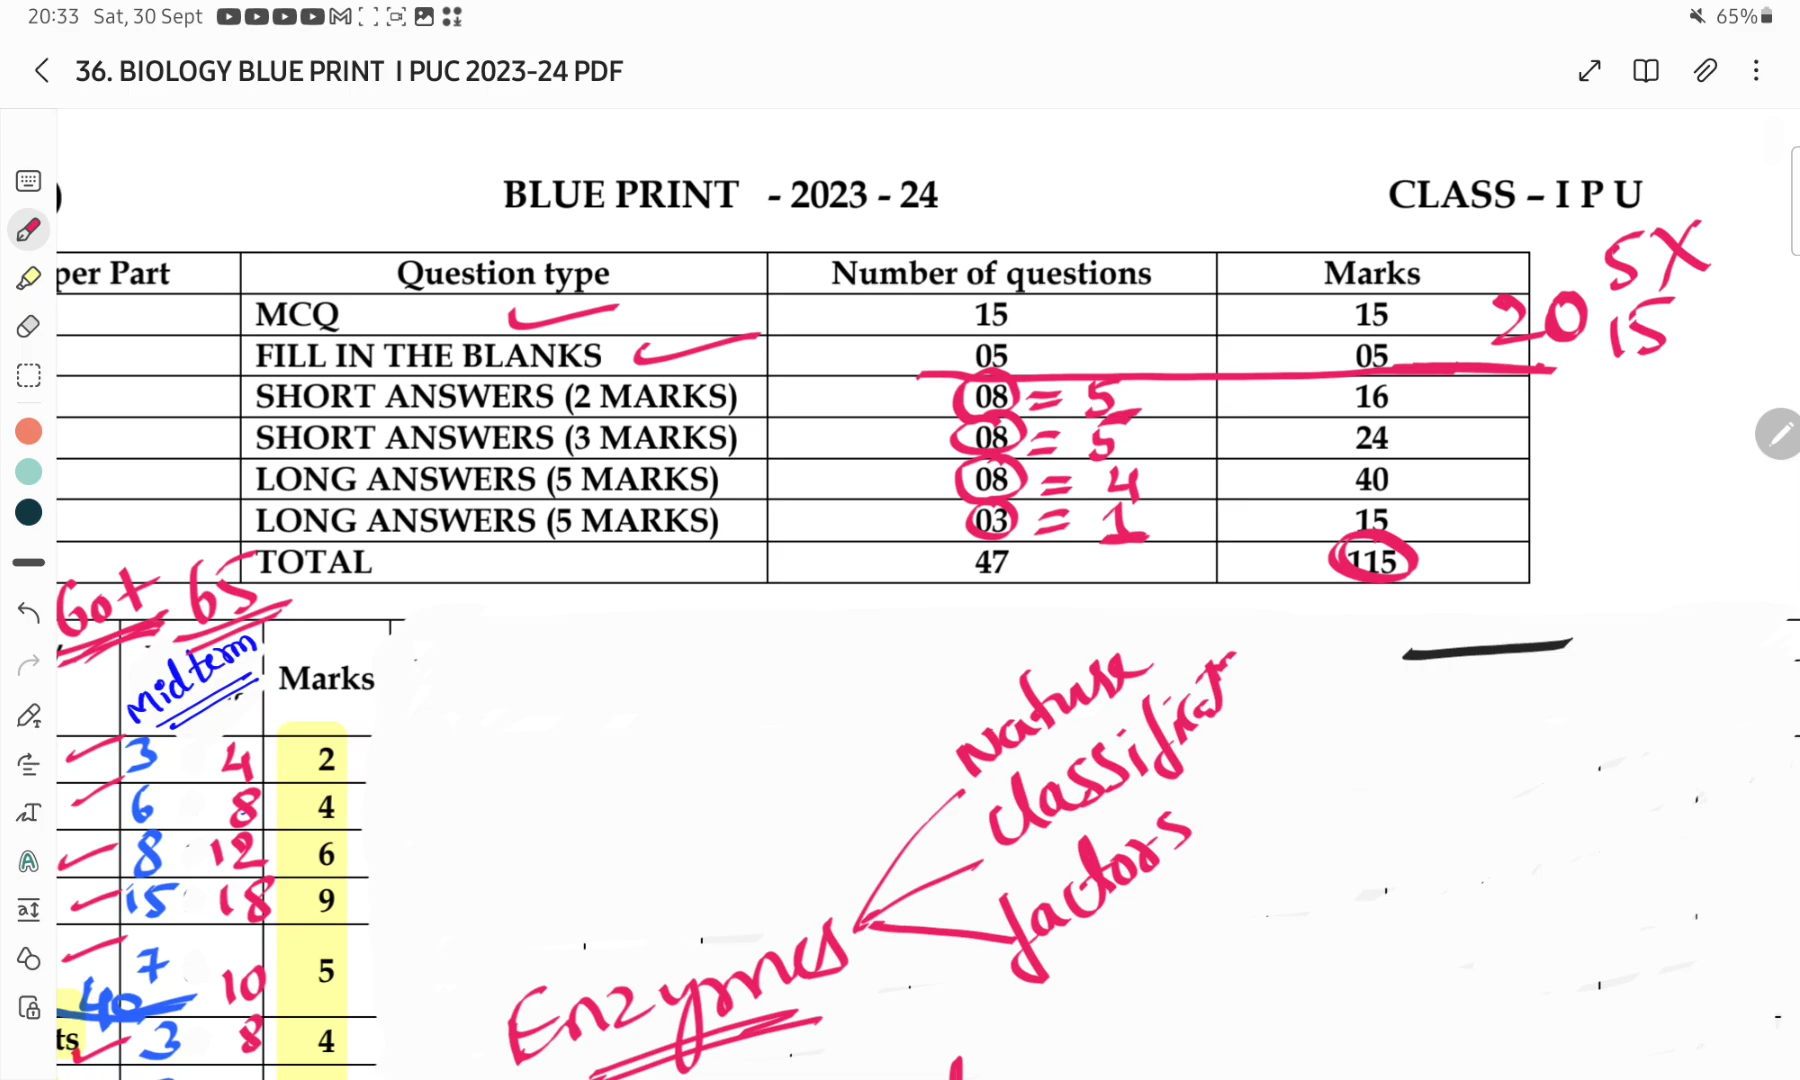 20:33 Sat, 30 Sept
65%
36. BIOLOGY BLUE PRINT I PUC 2023-24 PDF
) BLUE PRINT - 2023 - 24 CLASS – I P U
5X
15
per Part Question type Number of questions Marks
MCQ 15 15 20
FILL IN THE BLANKS 05 05
SHORT ANSWERS (2 MARKS) 08 = 5 16
SHORT ANSWERS (3 MARKS) 08 = 5 24
LONG ANSWERS (5 MARKS) 08 = 4 40
LONG ANSWERS (5 MARKS) 03 = 1 15
TOTAL 47 115
60+ 65
Midterm Marks
3 4 2
6 8 4
8 12 6
15 18 9
7 10 5
40
ts 3 8 4
Nature
factors
Enzymes